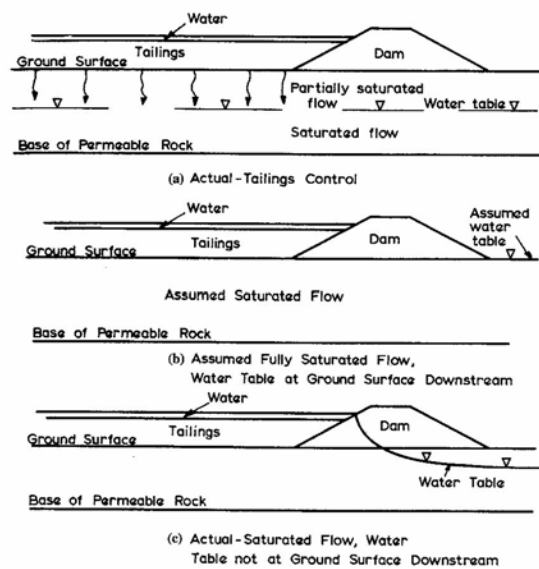 Water
Tailings
Dam
Ground Surface
Partially saturated
flow
Water table
Saturated flow
Base of Permeable Rock
(a) Actual-Tailings Control
Water
Assumed
water
table
Tailings
Dam
Ground Surface
Assumed Saturated Flow
Base of Permeable Rock
(b) Assumed Fully Saturated Flow,
Water Table at Ground Surface Downstream
Water
Tailings
Dam
Ground Surface
Water Table
Base of Permeable Rock
(c) Actual-Saturated Flow, Water
Table not at Ground Surface Downstream